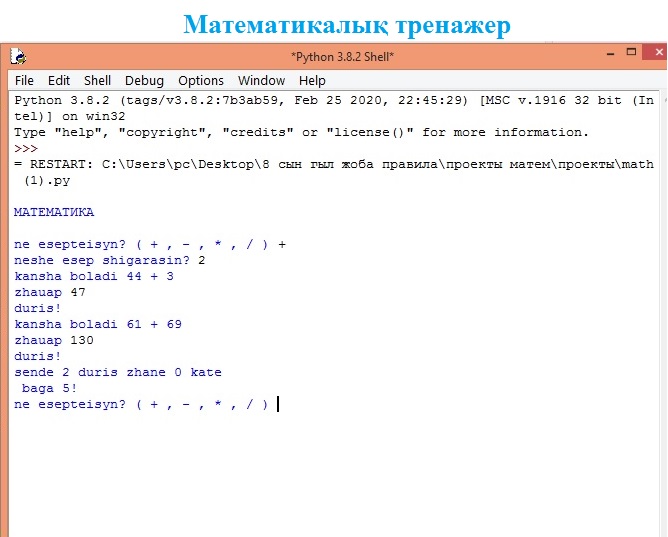 Математикалық тренажер
*Python 3.8.2 Shell*
File Edit Shell Debug Options Window Help
Python 3.8.2 (tags/v3.8.2:7b3ab59, Feb 25 2020, 22:45:29) [MSC v.1916 32 bit (In
tel)] on win32
Type "help", "copyright", "credits" or "license()" for more information.
>>>
= RESTART: C:\Users\pc\Desktop\8 сын гыл жоба правила\проекты матем\проекты\math
(1).py
МАТЕМАТИКА
ne esepteisyn? ( + , - , * , / ) +
neshe esep shigarasin? 2
kansha boladi 44 + 3
zhauap 47
duris!
kansha boladi 61 + 69
zhauap 130
duris!
sende 2 duris zhane 0 kate
baga 5!
ne esepteisyn? ( + , - , * , / )